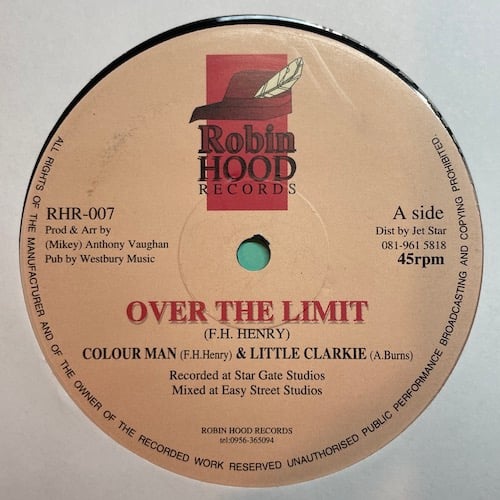 Robin
HOOD
RECORDS
RHR-007
Prod & Arr by
(Mikey) Anthony Vaughan
Pub by Westbury Music
A side
Dist by Jet Star
081-961 5818
45rpm
OVER THE LIMIT
(F.H. HENRY)
COLOUR MAN (F.H.Henry) & LITTLE CLARKIE (A.Burns)
Recorded at Star Gate Studios
Mixed at Easy Street Studios
ROBIN HOOD RECORDS
tel:0956-365094
ALL RIGHTS OF THE MANUFACTURER AND OF THE OWNER OF THE RECORDED WORK RESERVED UNAUTHORISED PUBLIC PERFORMANCE BROADCASTING AND COPYING PROHIBITED.